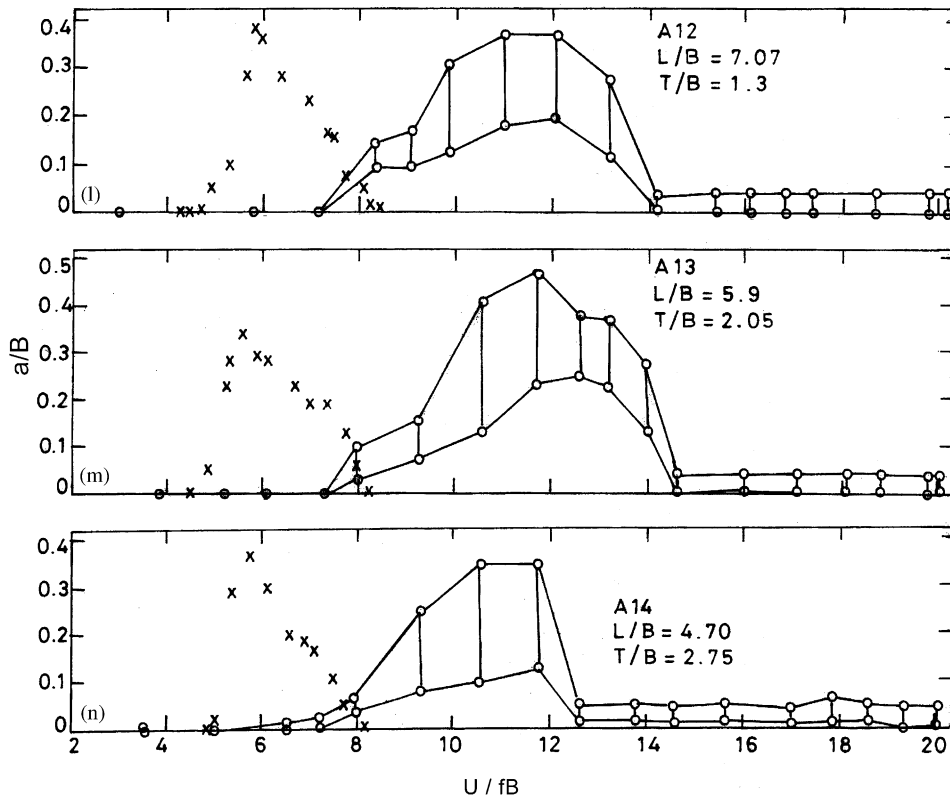 0.4
A12
L/B = 7.07
T/B = 1.3
0.3
0.2
0.1
(l)
0
0.5
A13
L/B = 5.9
T/B = 2.05
0.4
a/B
0.3
0.2
0.1
(m)
0
0.4
A14
L/B = 4.70
T/B = 2.75
0.3
0.2
0.1
(n)
0
2 4 6 8 10 12 14 16 18 20
U / fB